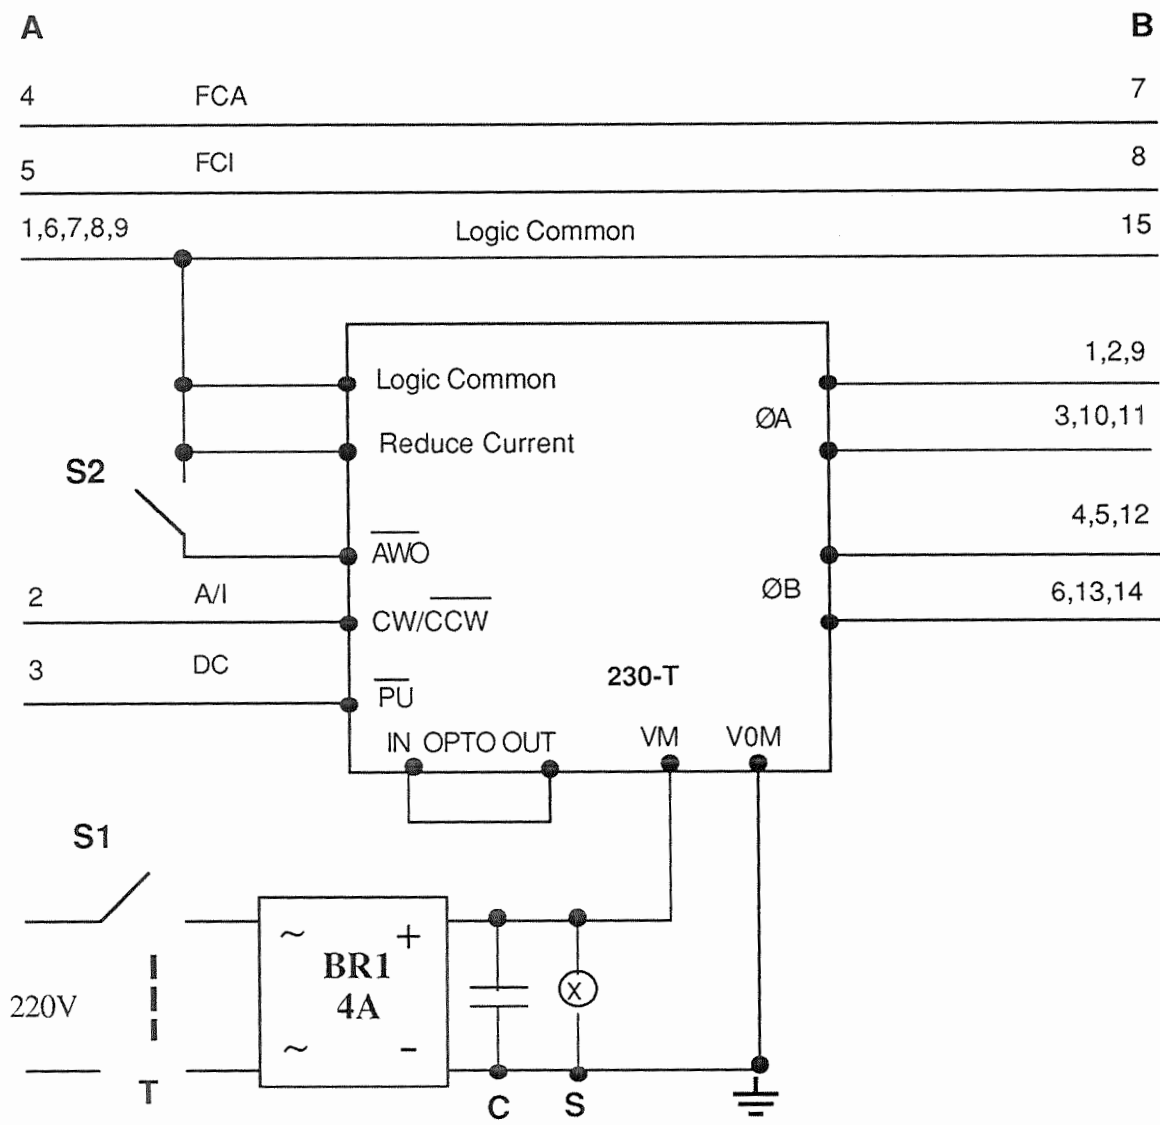 A B
4 FCA 7
5 FCI 8
1,6,7,8,9 Logic Common 15
1,2,9
Logic Common
ØA 3,10,11
Reduce Current
S2
4,5,12
AWO
2 A/I ØB 6,13,14
CW/CCW
3 DC 230-T
PU
IN OPTO OUT VM V0M
S1
~ +
BR1
220V 4A X
~ -
T C S